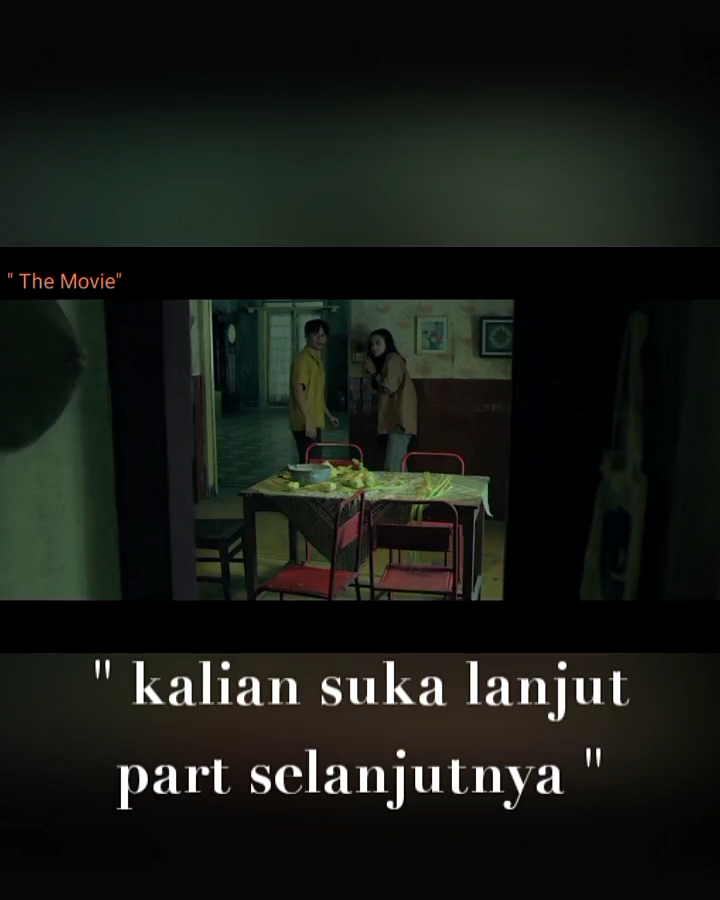 " The Movie"
" kalian suka lanjut
part selanjutnya "